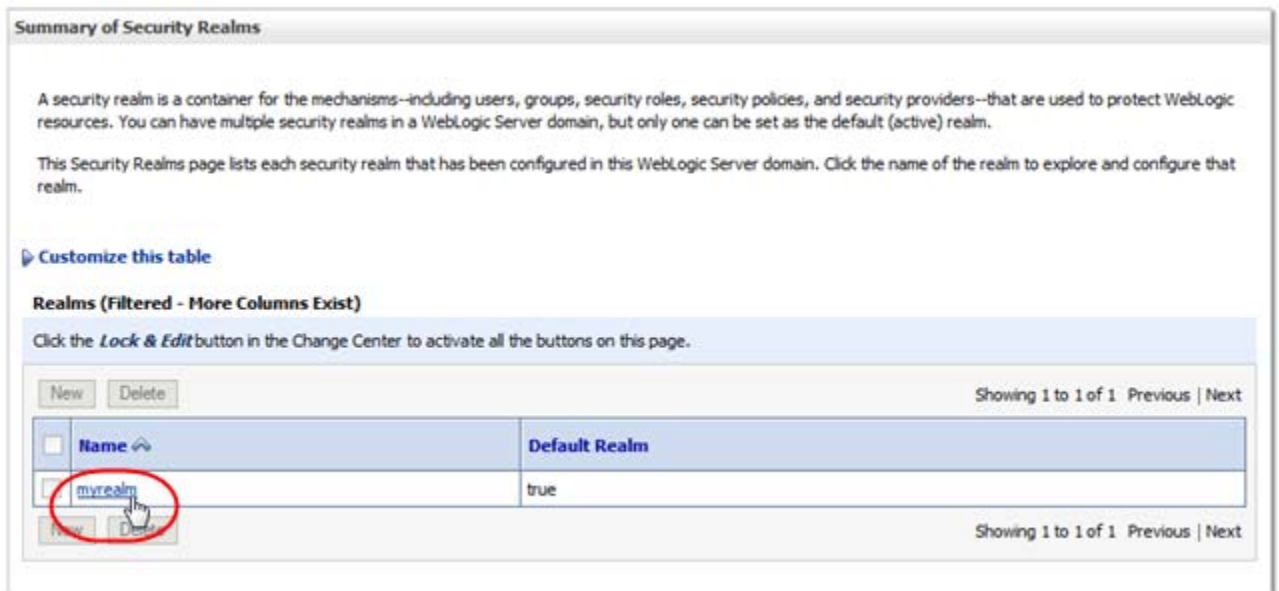 Summary of Security Realms
A security realm is a container for the mechanisms--including users, groups, security roles, security policies, and security providers--that are used to protect WebLogic
resources. You can have multiple security realms in a WebLogic Server domain, but only one can be set as the default (active) realm.
This Security Realms page lists each security realm that has been configured in this WebLogic Server domain. Click the name of the realm to explore and configure that
realm.
Customize this table
Realms (Filtered - More Columns Exist)
Click the Lock & Edit button in the Change Center to activate all the buttons on this page.
New Delete Showing 1 to 1 of 1 Previous | Next
Name Default Realm
myrealm true
New Delete Showing 1 to 1 of 1 Previous | Next